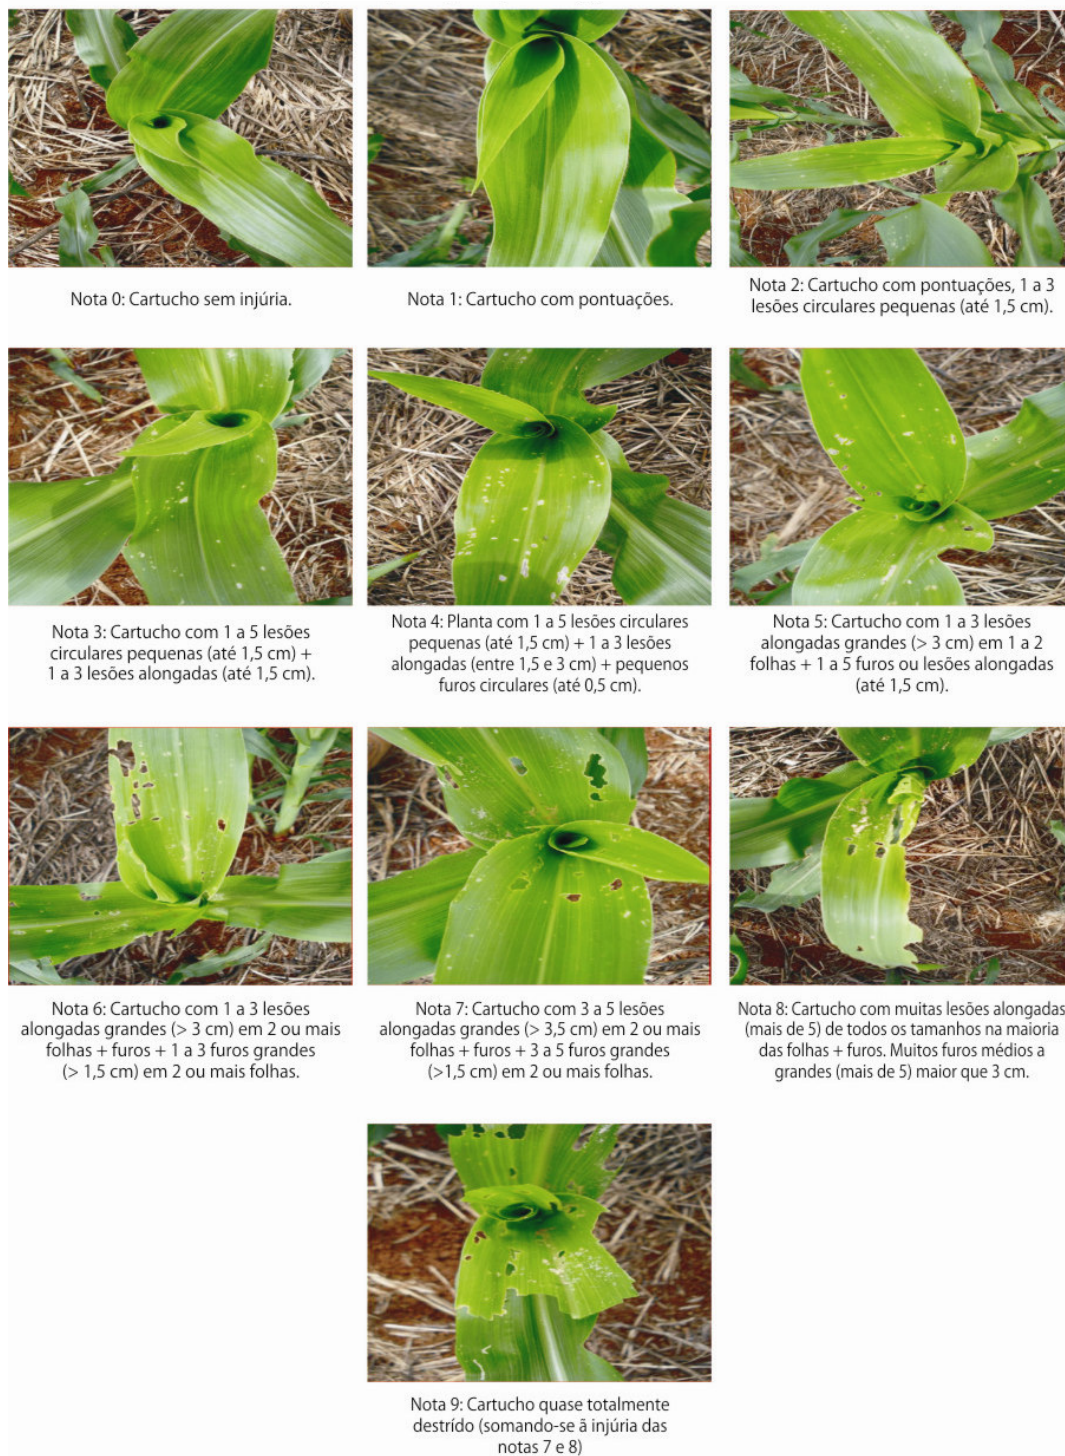 Nota 0: Cartucho sem injúria.
Nota 1: Cartucho com pontuações.
Nota 2: Cartucho com pontuações, 1 a 3
lesões circulares pequenas (até 1,5 cm).
Nota 3: Cartucho com 1 a 5 lesões
circulares pequenas (até 1,5 cm) +
1 a 3 lesões alongadas (até 1,5 cm).
Nota 4: Planta com 1 a 5 lesões circulares
pequenas (até 1,5 cm) + 1 a 3 lesões
alongadas (entre 1,5 e 3 cm) + pequenos
furos circulares (até 0,5 cm).
Nota 5: Cartucho com 1 a 3 lesões
alongadas grandes (> 3 cm) em 1 a 2
folhas + 1 a 5 furos ou lesões alongadas
(até 1,5 cm).
Nota 6: Cartucho com 1 a 3 lesões
alongadas grandes (> 3 cm) em 2 ou mais
folhas + furos + 1 a 3 furos grandes
(> 1,5 cm) em 2 ou mais folhas.
Nota 7: Cartucho com 3 a 5 lesões
alongadas grandes (> 3,5 cm) em 2 ou mais
folhas + furos + 3 a 5 furos grandes
(>1,5 cm) em 2 ou mais folhas.
Nota 8: Cartucho com muitas lesões alongadas
(mais de 5) de todos os tamanhos na maioria
das folhas + furos. Muitos furos médios a
grandes (mais de 5) maior que 3 cm.
Nota 9: Cartucho quase totalmente
destrído (somando-se ã injúria das
notas 7 e 8)